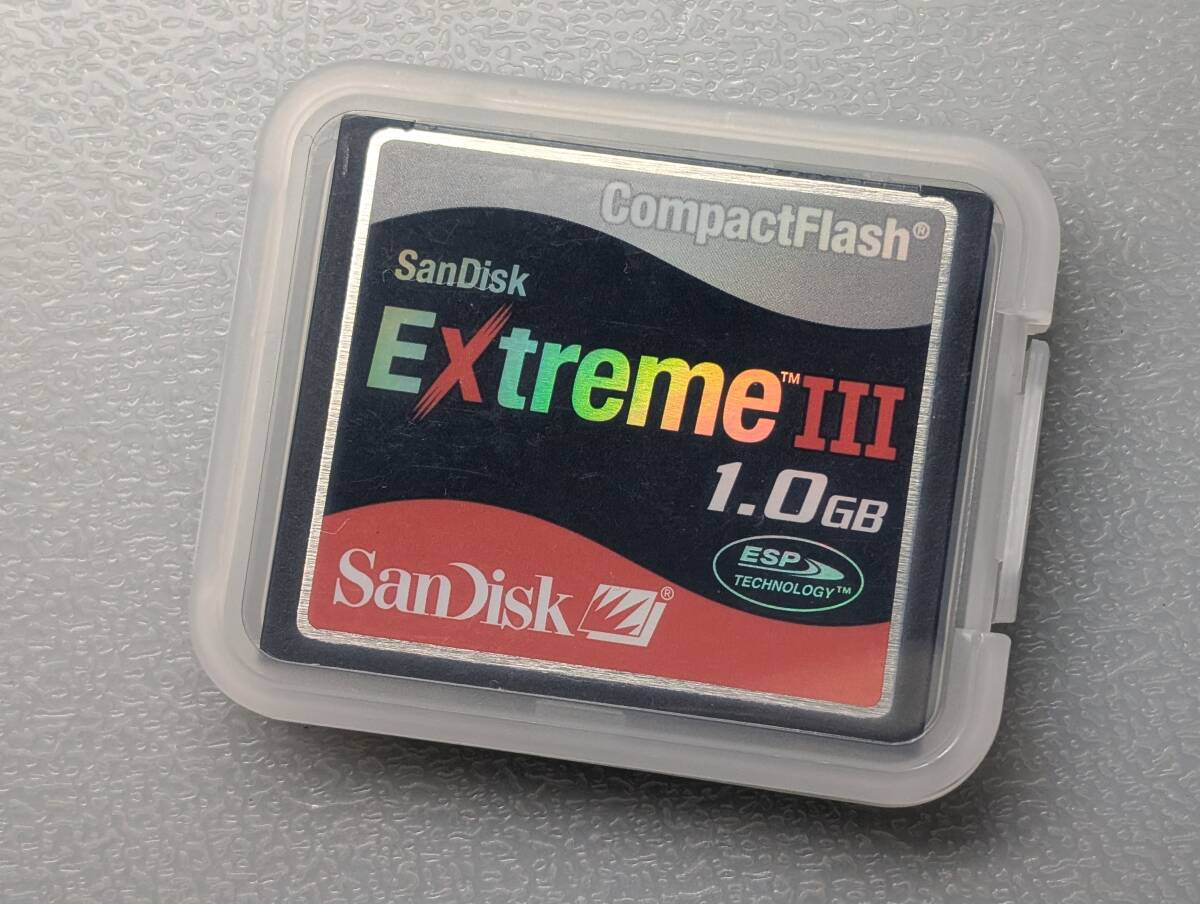 CompactFlash®
SanDisk
Extreme™ III
1.0GB
ESP
TECHNOLOGY™
SanDisk®